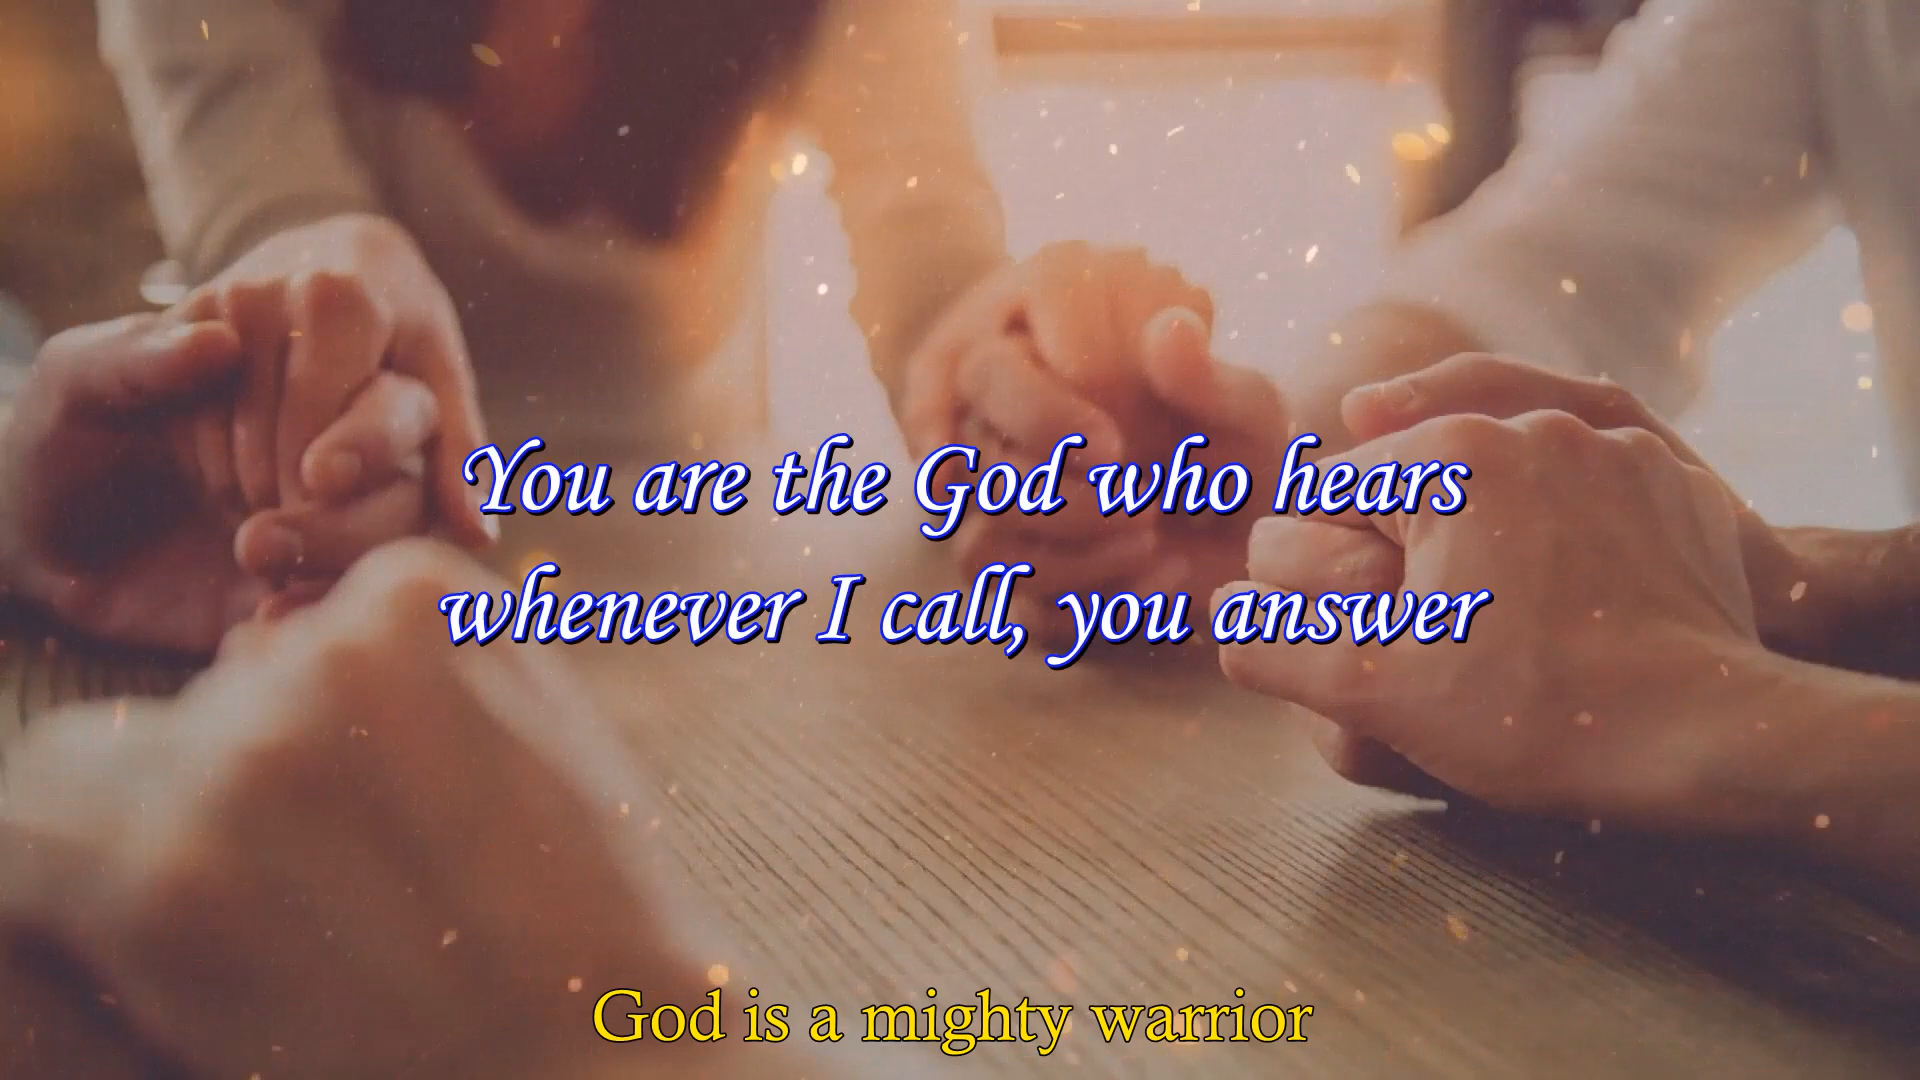 You are the God who hears
whenever I call, you answer
God is a mighty warrior